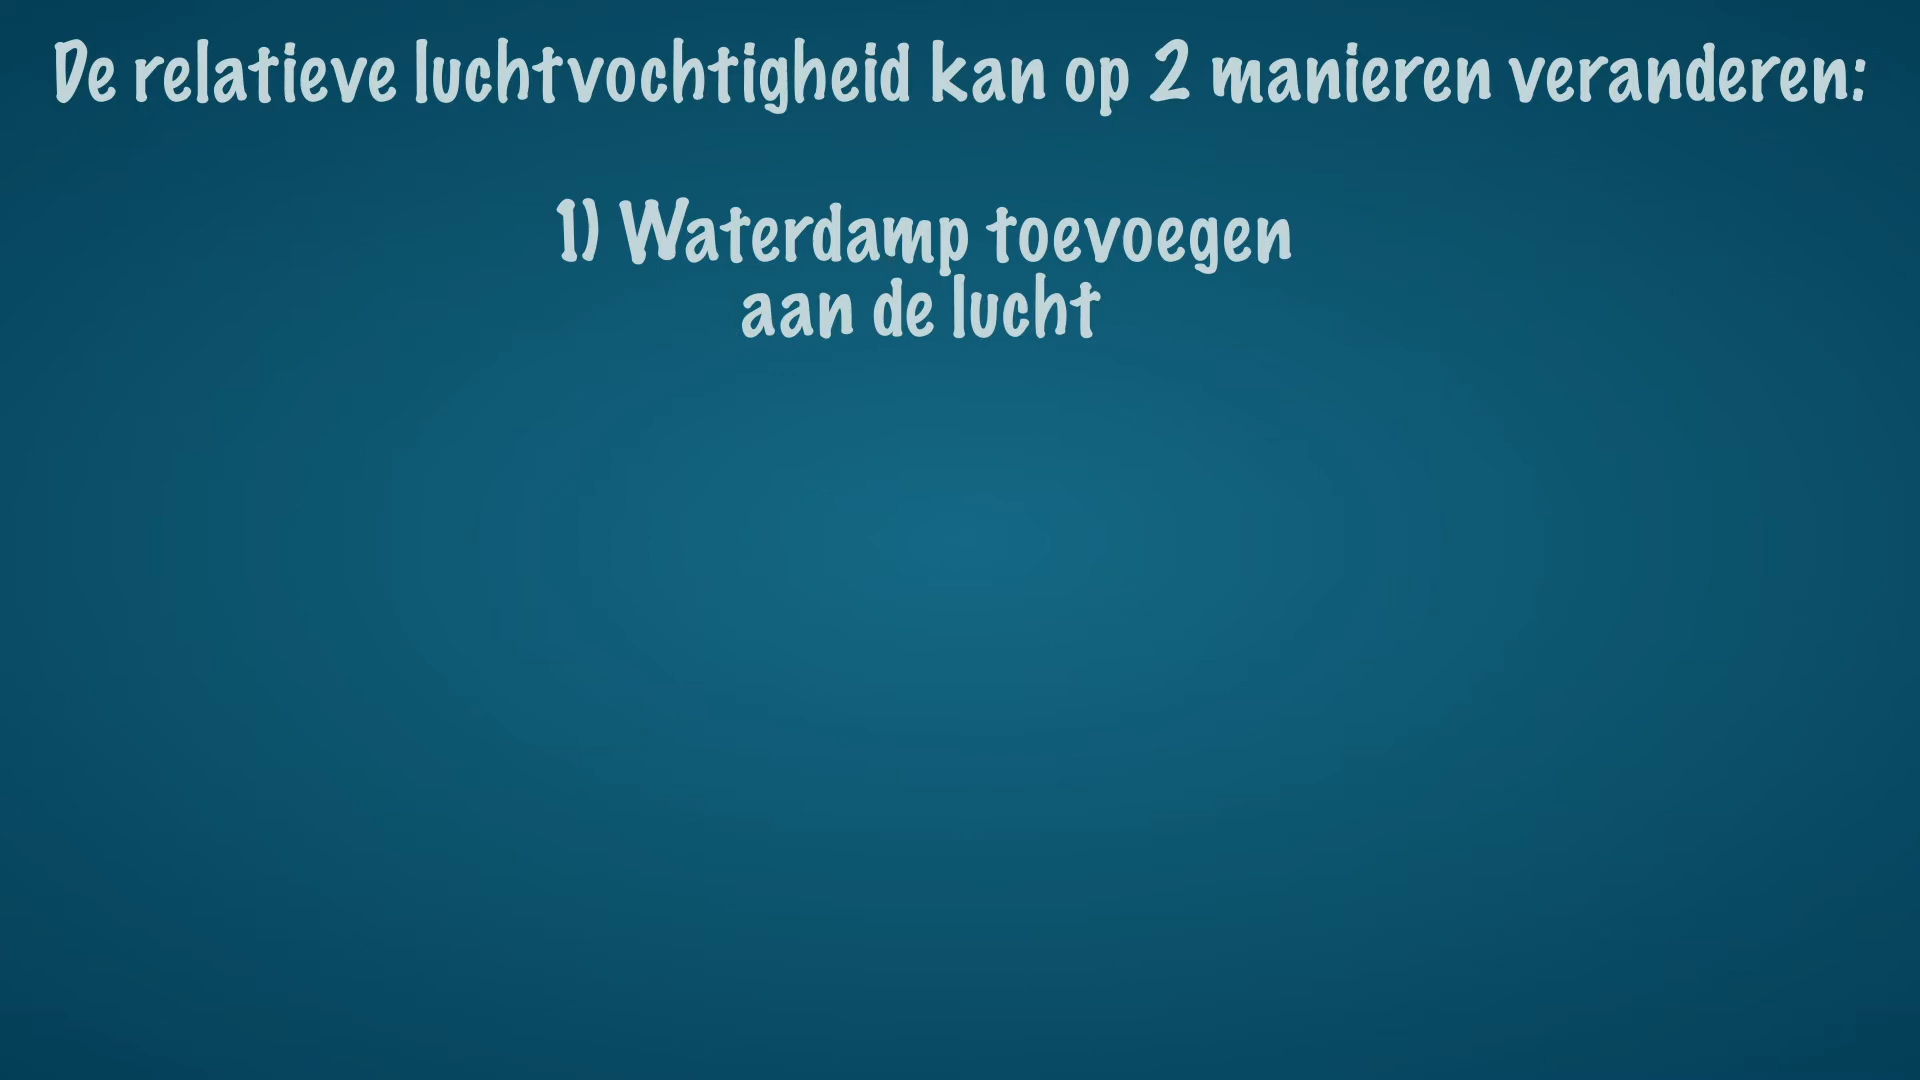 De relatieve luchtvochtigheid kan op 2 manieren veranderen:
1) Waterdamp toevoegen
aan de lucht